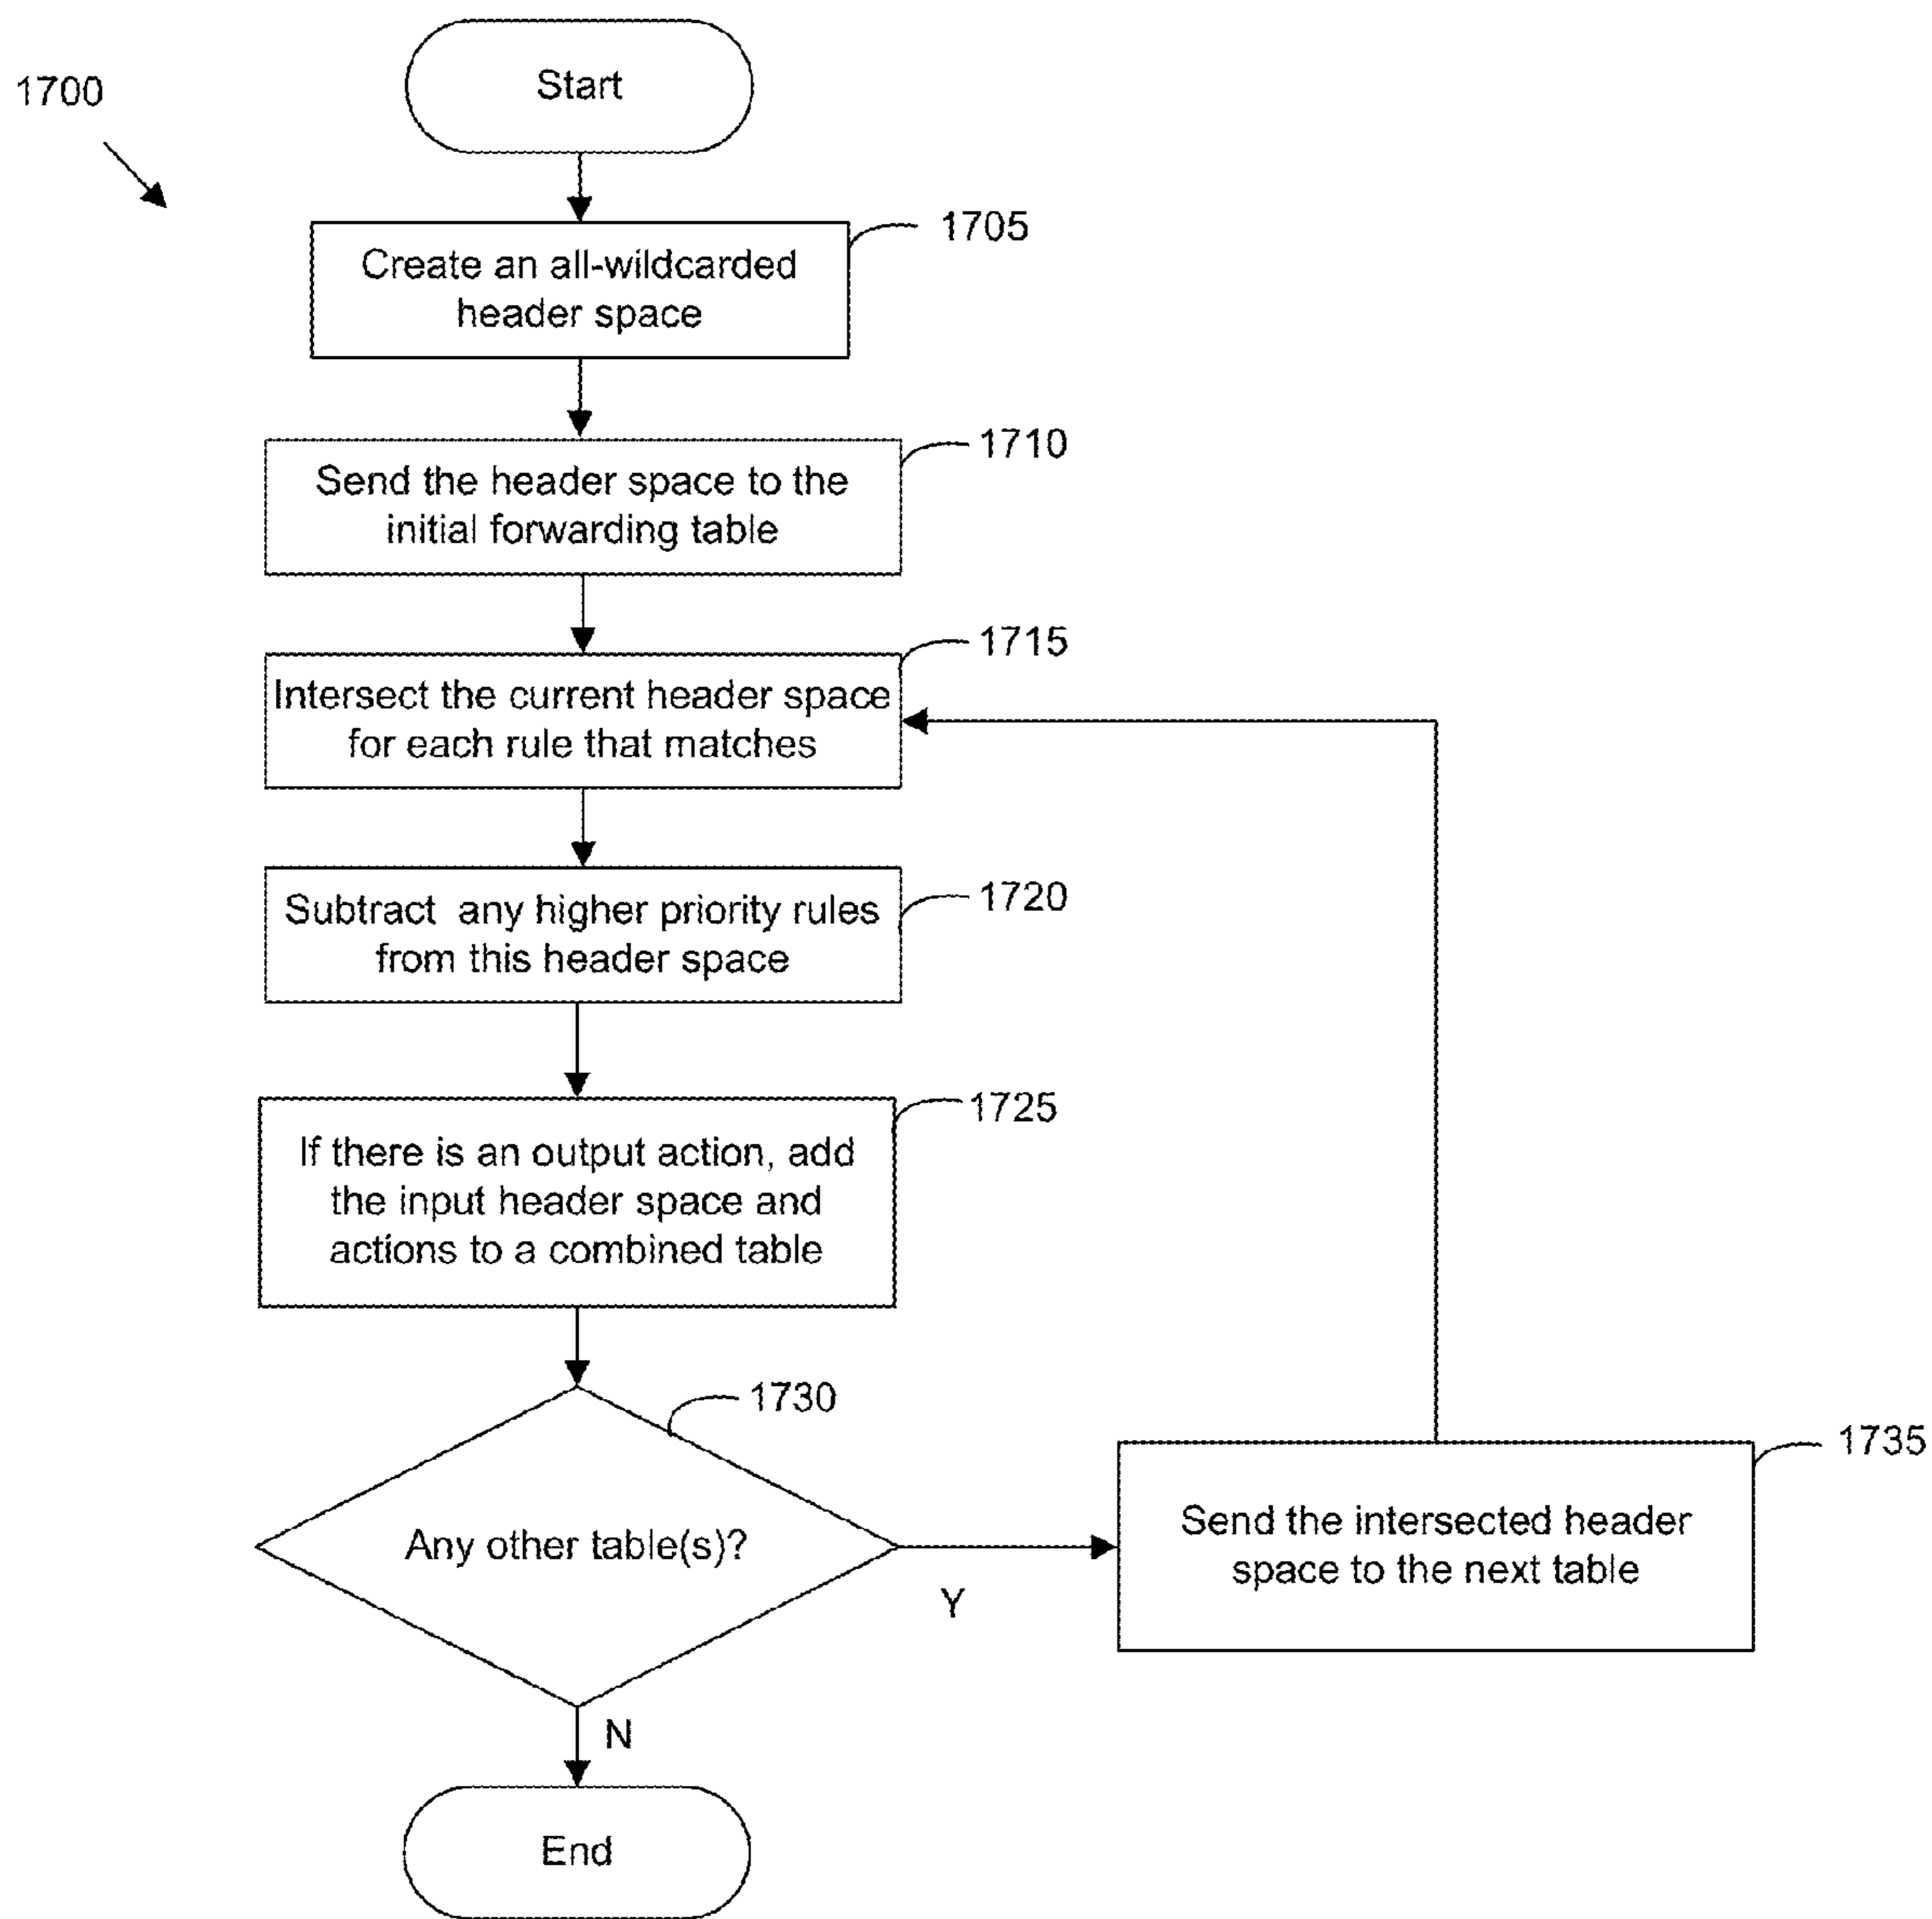 1700
Start
1705
Create an all-wildcarded
header space
1710
Send the header space to the
initial forwarding table
1715
Intersect the current header space
for each rule that matches
1720
Subtract any higher priority rules
from this header space
1725
If there is an output action, add
the input header space and
actions to a combined table
1730
Any other table(s)?
Y
1735
Send the intersected header
space to the next table
N
End